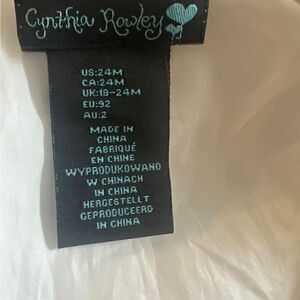 Cynthia Rowley
US:24M
CA:24M
UK:18-24M
EU:92
AU:2
MADE IN
CHINA
FABRIQUÉ
EN CHINE
WYPRODUKOWANO
W CHINACH
IN CHINA
HERGESTELLT
GEPRODUCEERD
IN CHINA